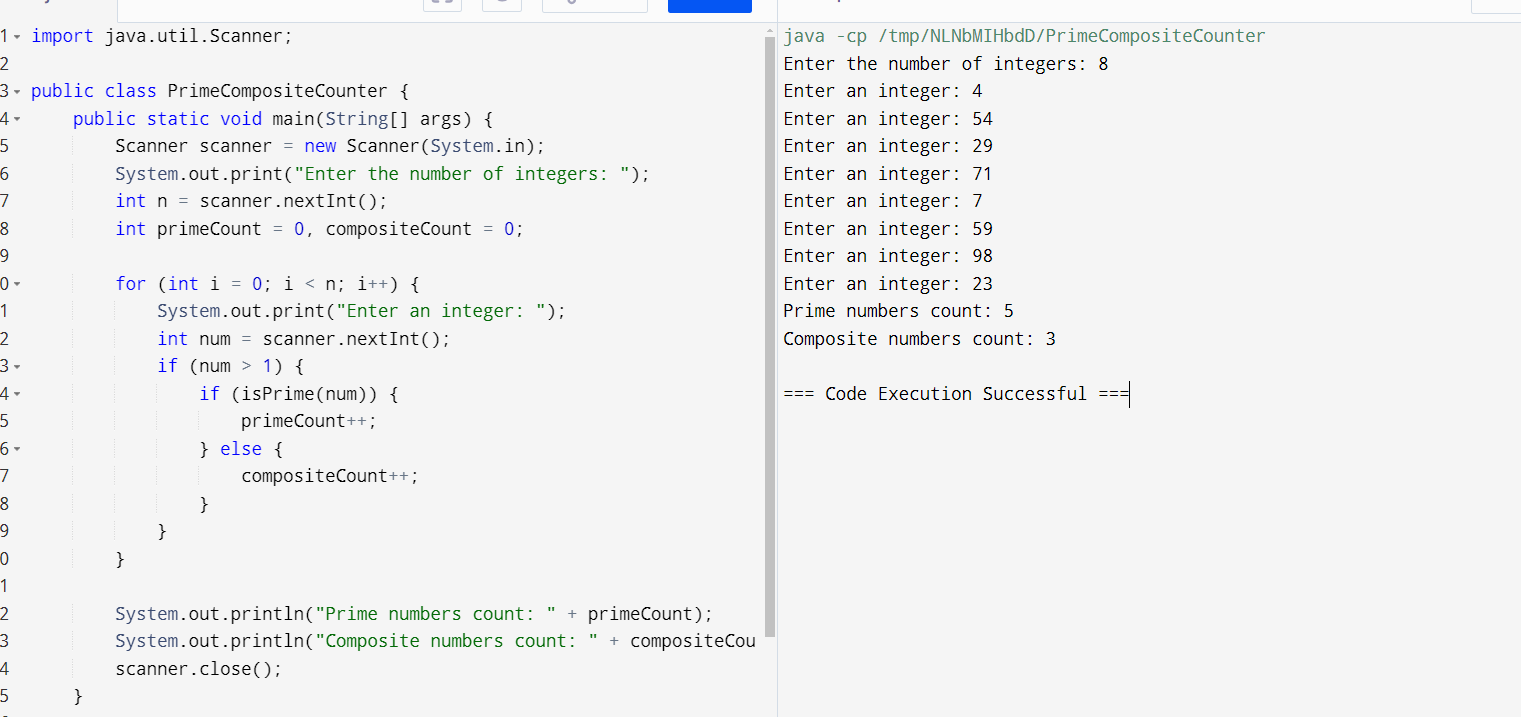 1 import java.util.Scanner;
2
3 public class PrimeCompositeCounter {
4 public static void main(String[] args) {
5 Scanner scanner = new Scanner(System.in);
6 System.out.print("Enter the number of integers: ");
7 int n = scanner.nextInt();
8 int primeCount = 0, compositeCount = 0;
9
0 for (int i = 0; i < n; i++) {
1 System.out.print("Enter an integer: ");
2 int num = scanner.nextInt();
3 if (num > 1) {
4 if (isPrime(num)) {
5 primeCount++;
6 } else {
7 compositeCount++;
8 }
9 }
0 }
1
2 System.out.println("Prime numbers count: " + primeCount);
3 System.out.println("Composite numbers count: " + compositeCou
4 scanner.close();
5 }
java -cp /tmp/NLNbMIHbdD/PrimeCompositeCounter
Enter the number of integers: 8
Enter an integer: 4
Enter an integer: 54
Enter an integer: 29
Enter an integer: 71
Enter an integer: 7
Enter an integer: 59
Enter an integer: 98
Enter an integer: 23
Prime numbers count: 5
Composite numbers count: 3
=== Code Execution Successful ===